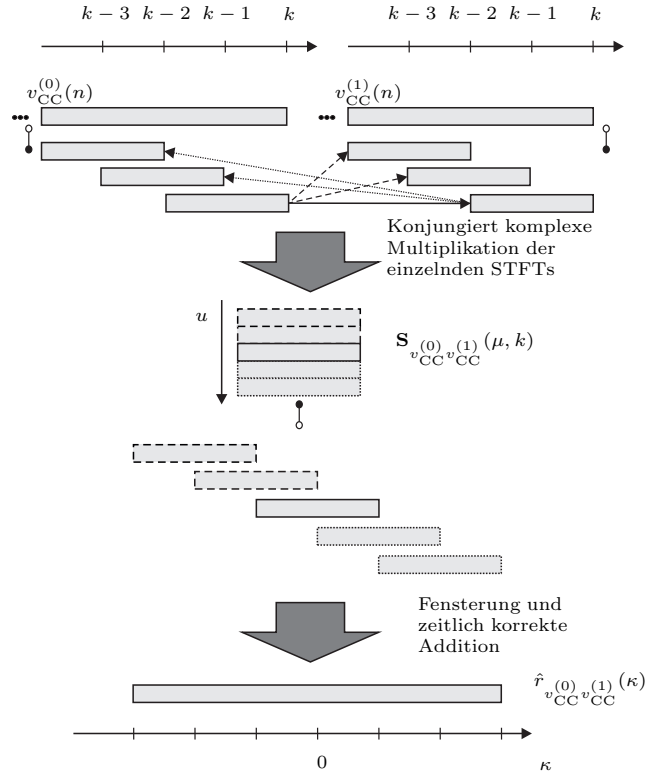 k − 3 k − 2 k − 1 k k − 3 k − 2 k − 1 k
v_CC^(0)(n) v_CC^(1)(n)
Konjungiert komplexe
Multiplikation der
einzelnden STFTs
u
S_{v_CC^(0) v_CC^(1)}(μ, k)
Fensterung und
zeitlich korrekte
Addition
r̂_{v_CC^(0) v_CC^(1)}(κ)
0 κ